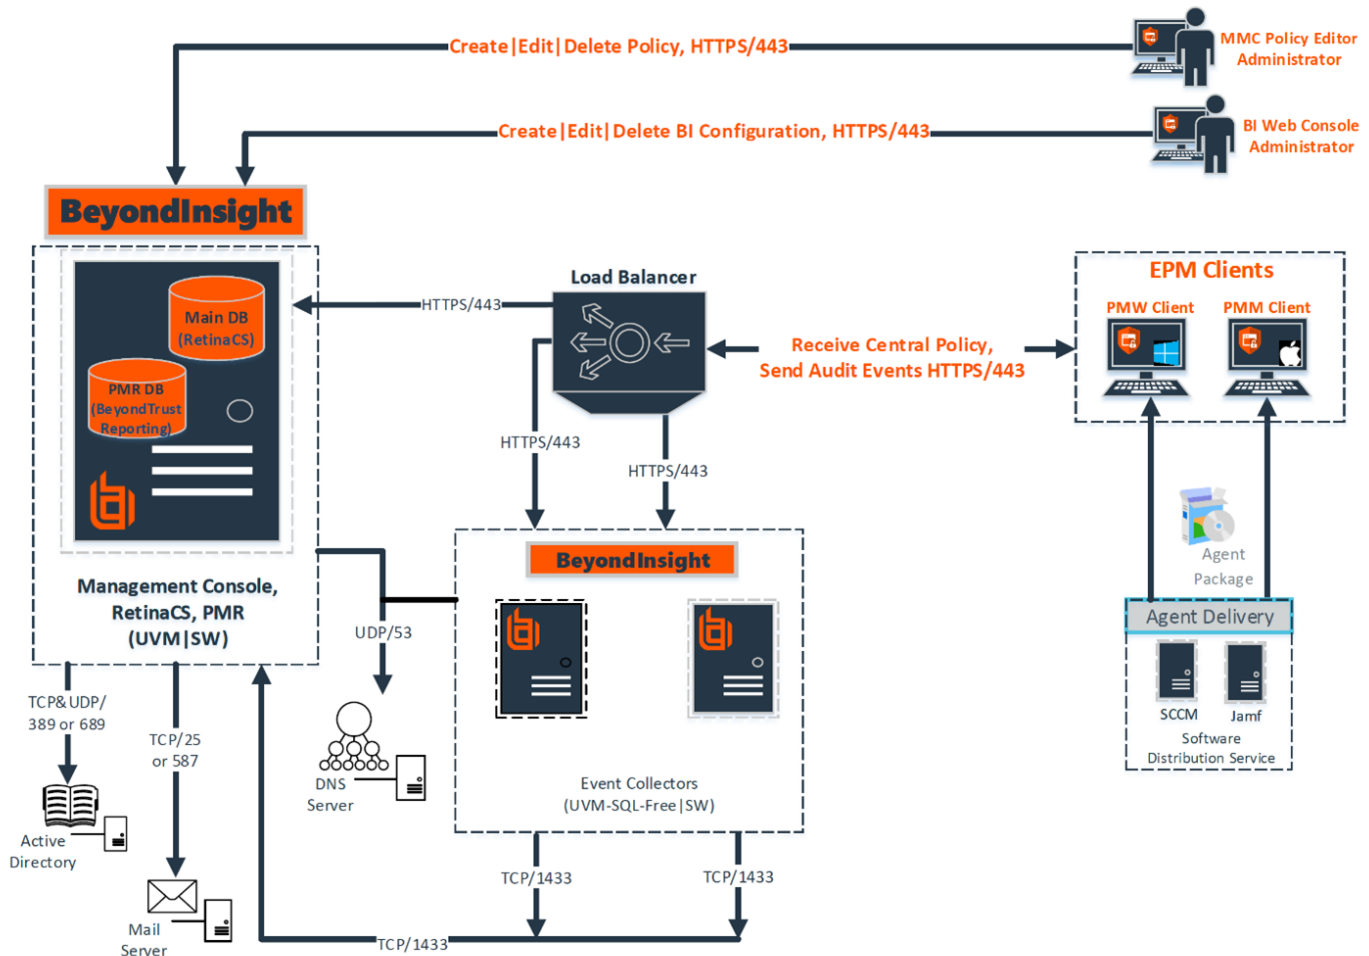 Create|Edit|Delete Policy, HTTPS/443
MMC Policy Editor
Administrator
Create|Edit|Delete BI Configuration, HTTPS/443
BI Web Console
Administrator
BeyondInsight
Main DB
(RetinaCS)
PMR DB
(BeyondTrust
Reporting)
Management Console,
RetinaCS, PMR
(UVM|SW)
HTTPS/443
Load Balancer
Receive Central Policy,
Send Audit Events HTTPS/443
EPM Clients
PMW Client
PMM Client
HTTPS/443
HTTPS/443
BeyondInsight
Event Collectors
(UVM-SQL-Free|SW)
Agent
Package
Agent Delivery
SCCM
Jamf
Software
Distribution Service
UDP/53
DNS
Server
TCP&UDP/
389 or 689
Active
Directory
TCP/25
or 587
Mail
Server
TCP/1433
TCP/1433
TCP/1433